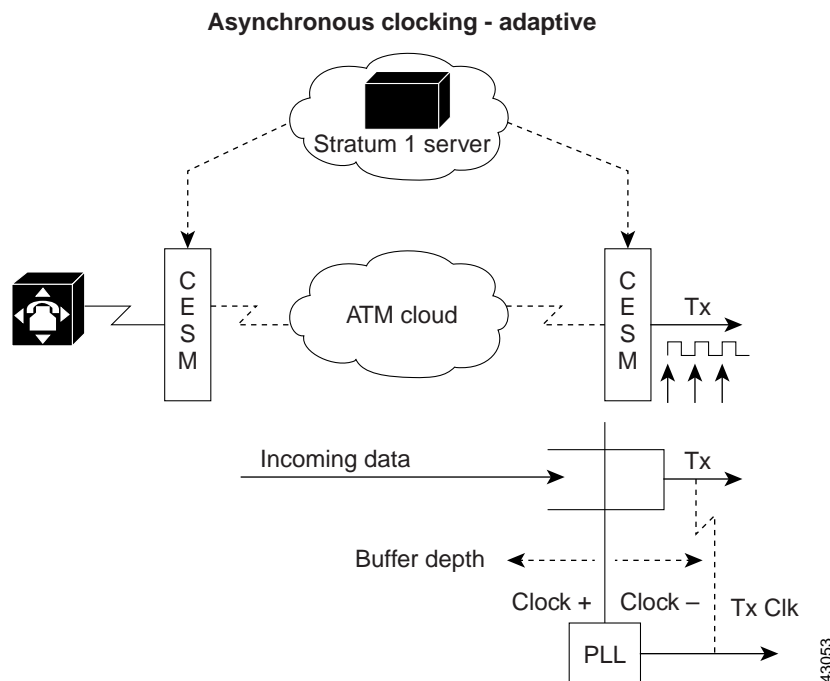 Asynchronous clocking - adaptive
Stratum 1 server
C
E
S
M
ATM cloud
C
E
S
M
Tx
Incoming data
Tx
Buffer depth
Clock +
Clock –
Tx Clk
PLL
43053